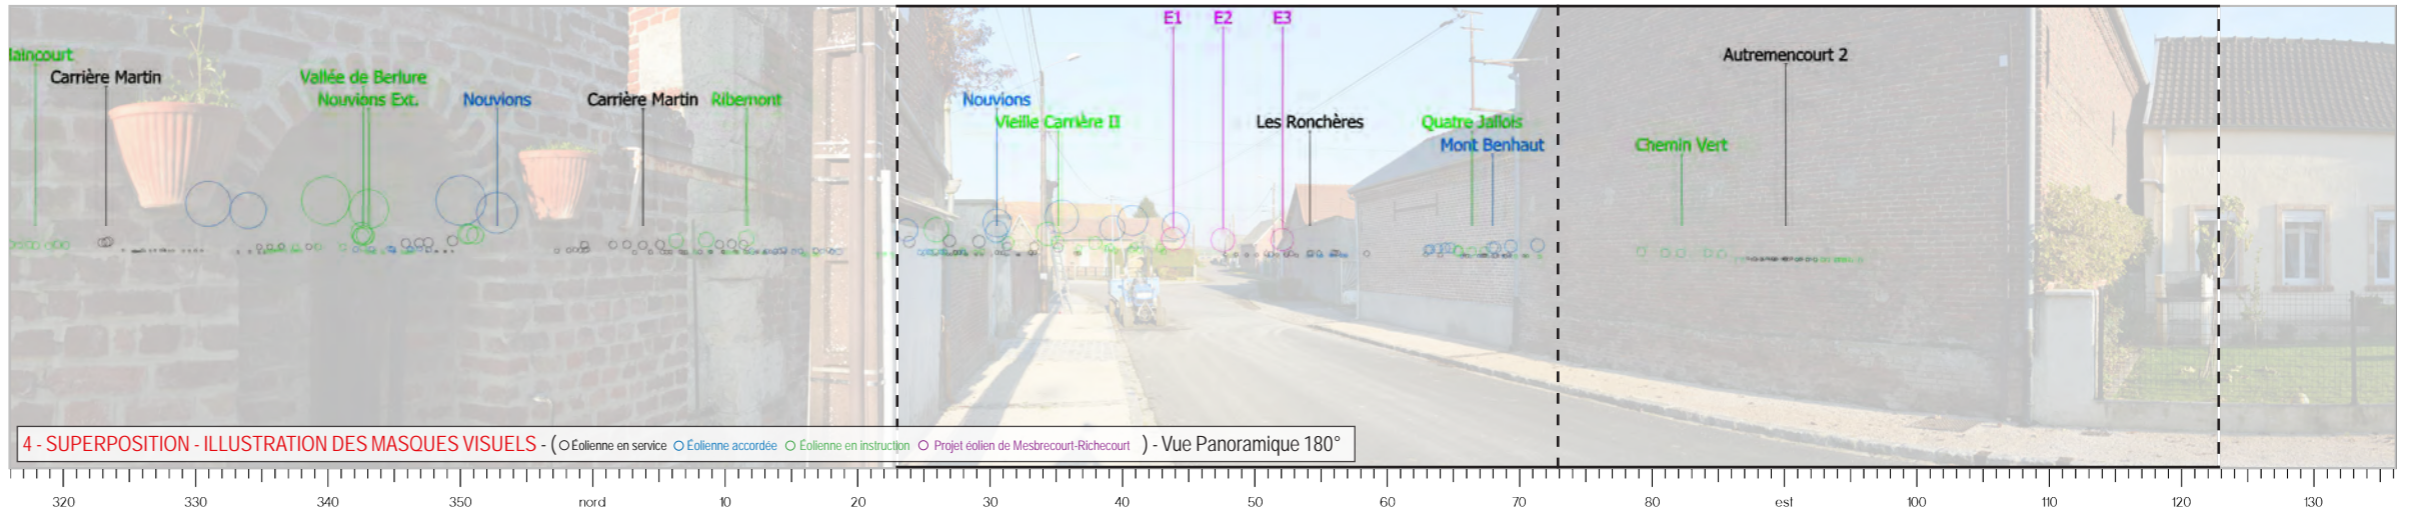 E1 E2 E3
laincourt
Autremencourt 2
Carrière Martin
Vallée de Berlure
Nouvions Ext.
Nouvions
Carrière Martin
Ribemont
Nouvions
Vieille Carrière II
Les Ronchères
Quatre Jallois
Mont Benhaut
Chemin Vert
4 - SUPERPOSITION - ILLUSTRATION DES MASQUES VISUELS - ( Éolienne en service Éolienne accordée Éolienne en instruction Projet éolien de Mesbrecourt-Richecourt ) - Vue Panoramique 180°
320 330 340 350 nord 10 20 30 40 50 60 70 80 est 100 110 120 130